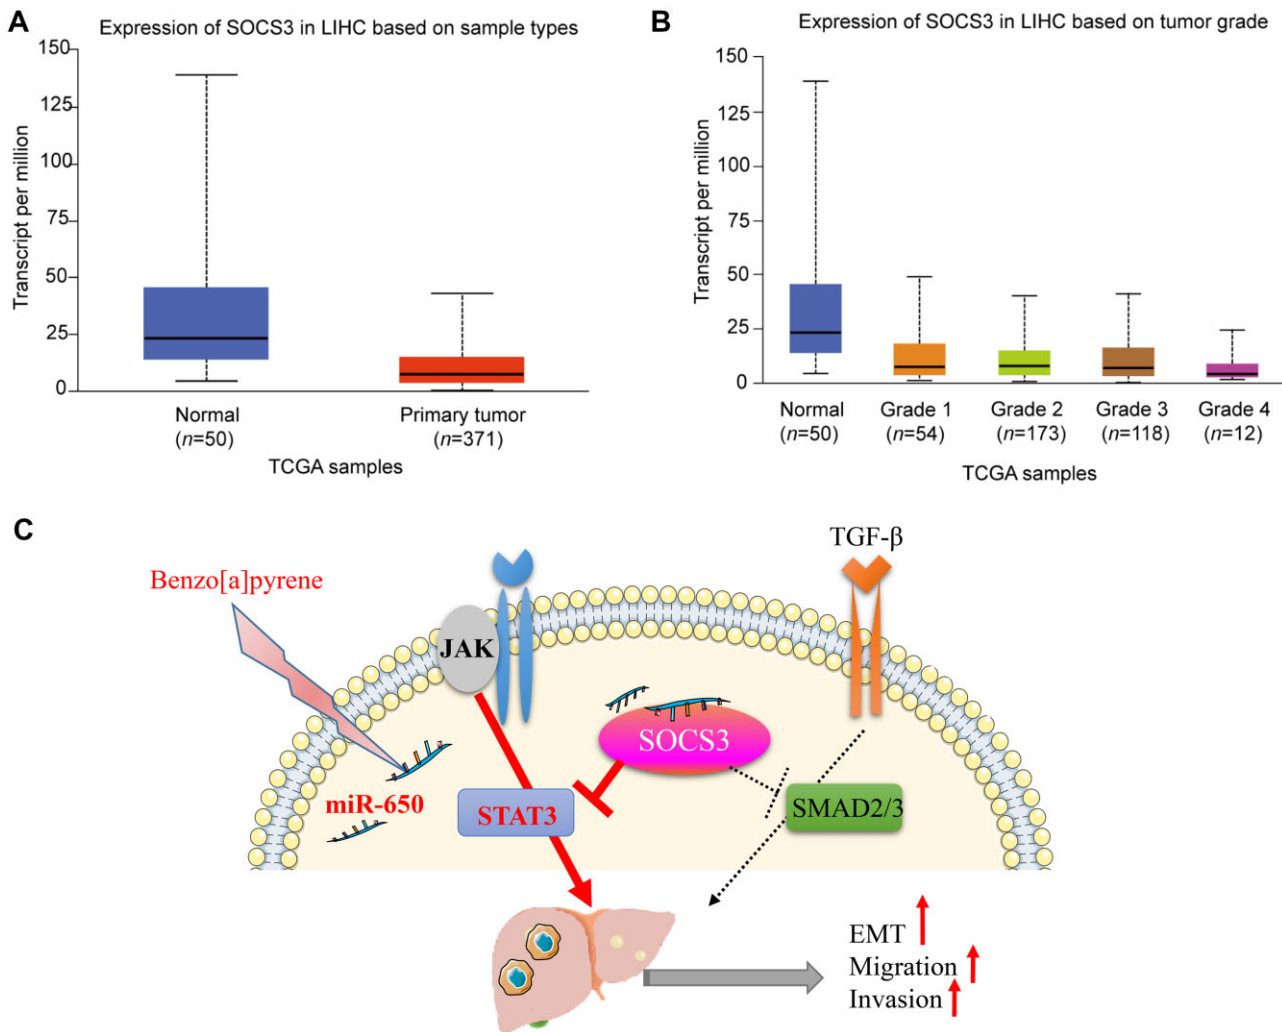 A
Expression of SOCS3 in LIHC based on sample types
Transcript per million
150
125
100
75
50
25
0
Normal
(n=50)
Primary tumor
(n=371)
TCGA samples
B
Expression of SOCS3 in LIHC based on tumor grade
Transcript per million
150
125
100
75
50
25
0
Normal
(n=50)
Grade 1
(n=54)
Grade 2
(n=173)
Grade 3
(n=118)
Grade 4
(n=12)
TCGA samples
C
TGF-β
Benzo[a]pyrene
JAK
SOCS3
miR-650
STAT3
SMAD2/3
EMT
Migration
Invasion